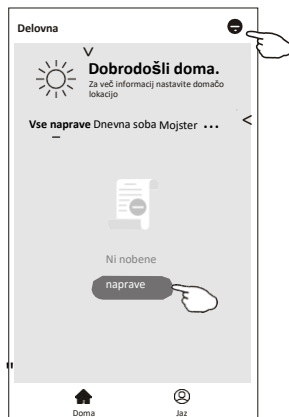 Delovna
Dobrodošli doma.
Za več informacij nastavite domačo
lokacijo
Vse naprave Dnevna soba Mojster ...
Ni nobene
naprave
Doma
Jaz